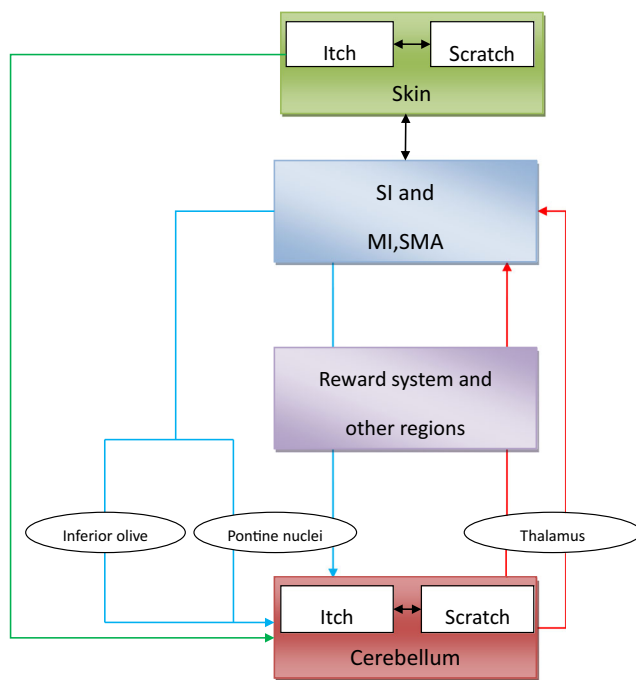 Itch
Scratch
Skin
SI and
MI,SMA
Reward system and
other regions
Inferior olive
Pontine nuclei
Thalamus
Itch
Scratch
Cerebellum